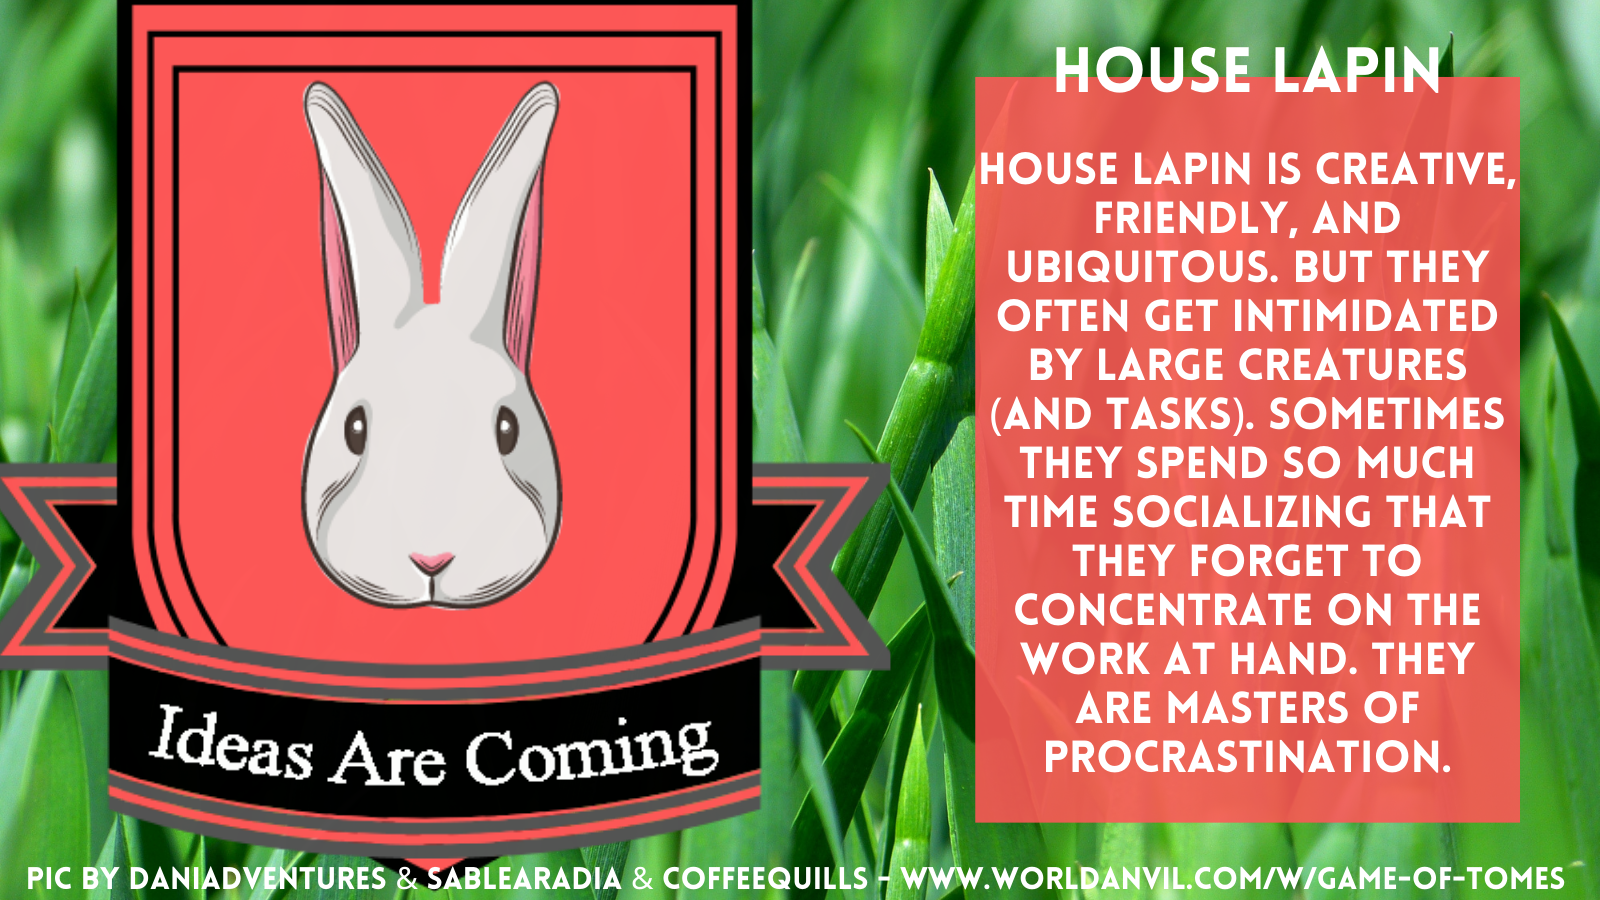 HOUSE LAPIN
HOUSE LAPIN IS CREATIVE,
FRIENDLY, AND
UBIQUITOUS. BUT THEY
OFTEN GET INTIMIDATED
BY LARGE CREATURES
(AND TASKS). SOMETIMES
THEY SPEND SO MUCH
TIME SOCIALIZING THAT
THEY FORGET TO
CONCENTRATE ON THE
WORK AT HAND. THEY
ARE MASTERS OF
PROCRASTINATION.
Ideas Are Coming
PIC BY DANIADVENTURES & SABLEARADIA & COFFEEQUILLS - WWW.WORLDANVIL.COM/W/GAME-OF-TOMES